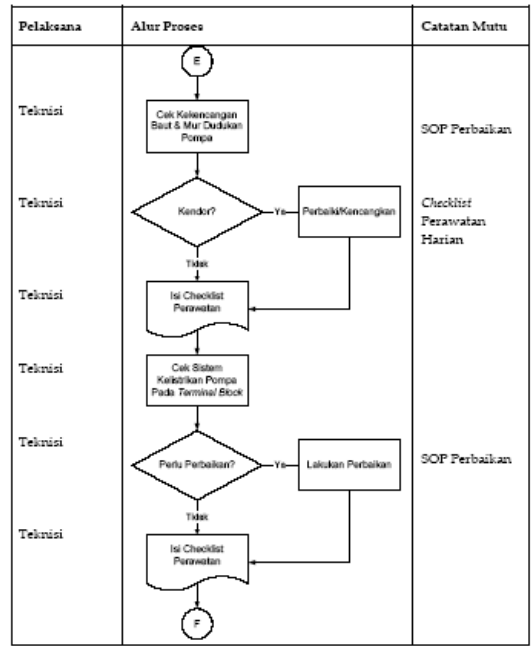 Pelaksana
Alur Proses
Catatan Mutu
E
Teknisi
Cek Kekencangan
Baut & Mur Dudukan
Pompa
SOP Perbaikan
Teknisi
Kendor?
Ya
Perbaiki/Kencangkan
Checklist
Perawatan
Harian
Tidak
Teknisi
Isi Checklist
Perawatan
Teknisi
Cek Sistem
Kelistrikan Pompa
Pada Terminal Block
Teknisi
Perlu Perbaikan?
Ya
Lakukan Perbaikan
SOP Perbaikan
Tidak
Teknisi
Isi Checklist
Perawatan
F